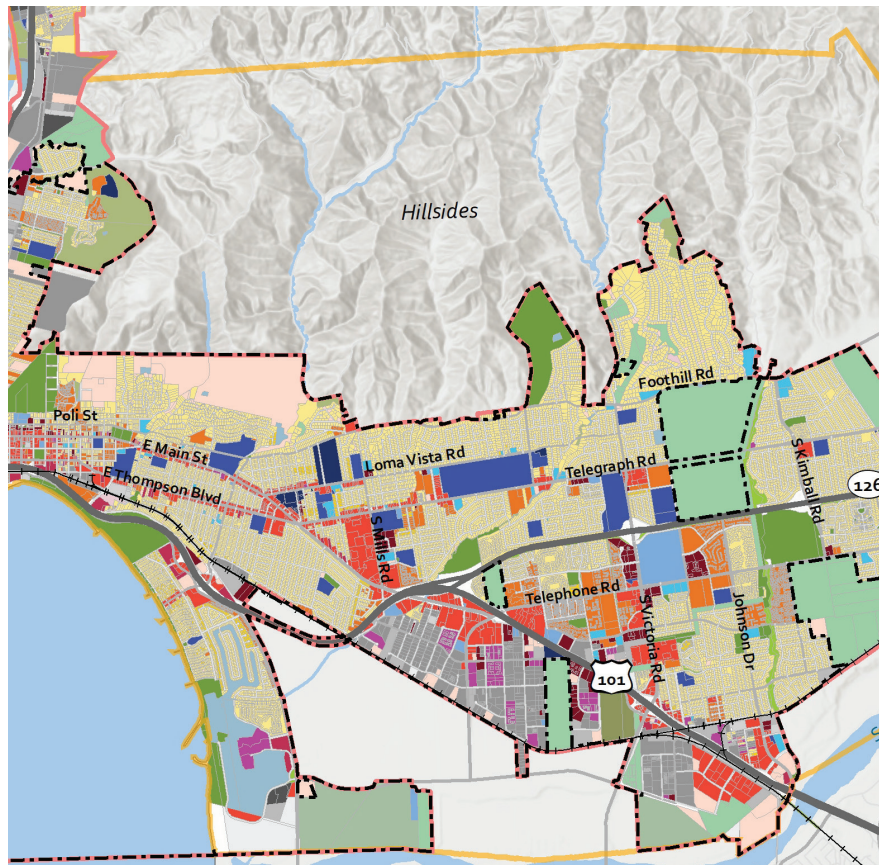 Hillsides
Foothill Rd
Poli St
E Main St
Loma Vista Rd
Telegraph Rd
S Kimball Rd
E Thompson Blvd
126
S Mills Rd
Telephone Rd
S Victoria Rd
Johnson Dr
101